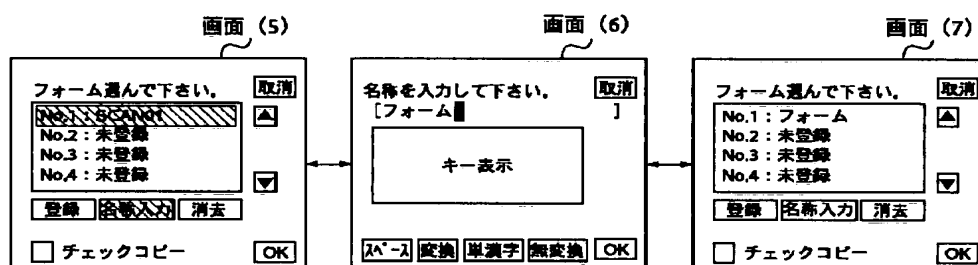 画面 (5)
フォーム選んで下さい。 取消
No.1 : SCAN01
No.2 : 未登録
No.3 : 未登録
No.4 : 未登録
登録 名称入力 消去
チェックコピー OK
画面 (6)
名称を入力して下さい。 取消
[フォーム ]
キー表示
スペース 変換 単漢字 無変換 OK
画面 (7)
フォーム選んで下さい。 取消
No.1 : フォーム
No.2 : 未登録
No.3 : 未登録
No.4 : 未登録
登録 名称入力 消去
チェックコピー OK